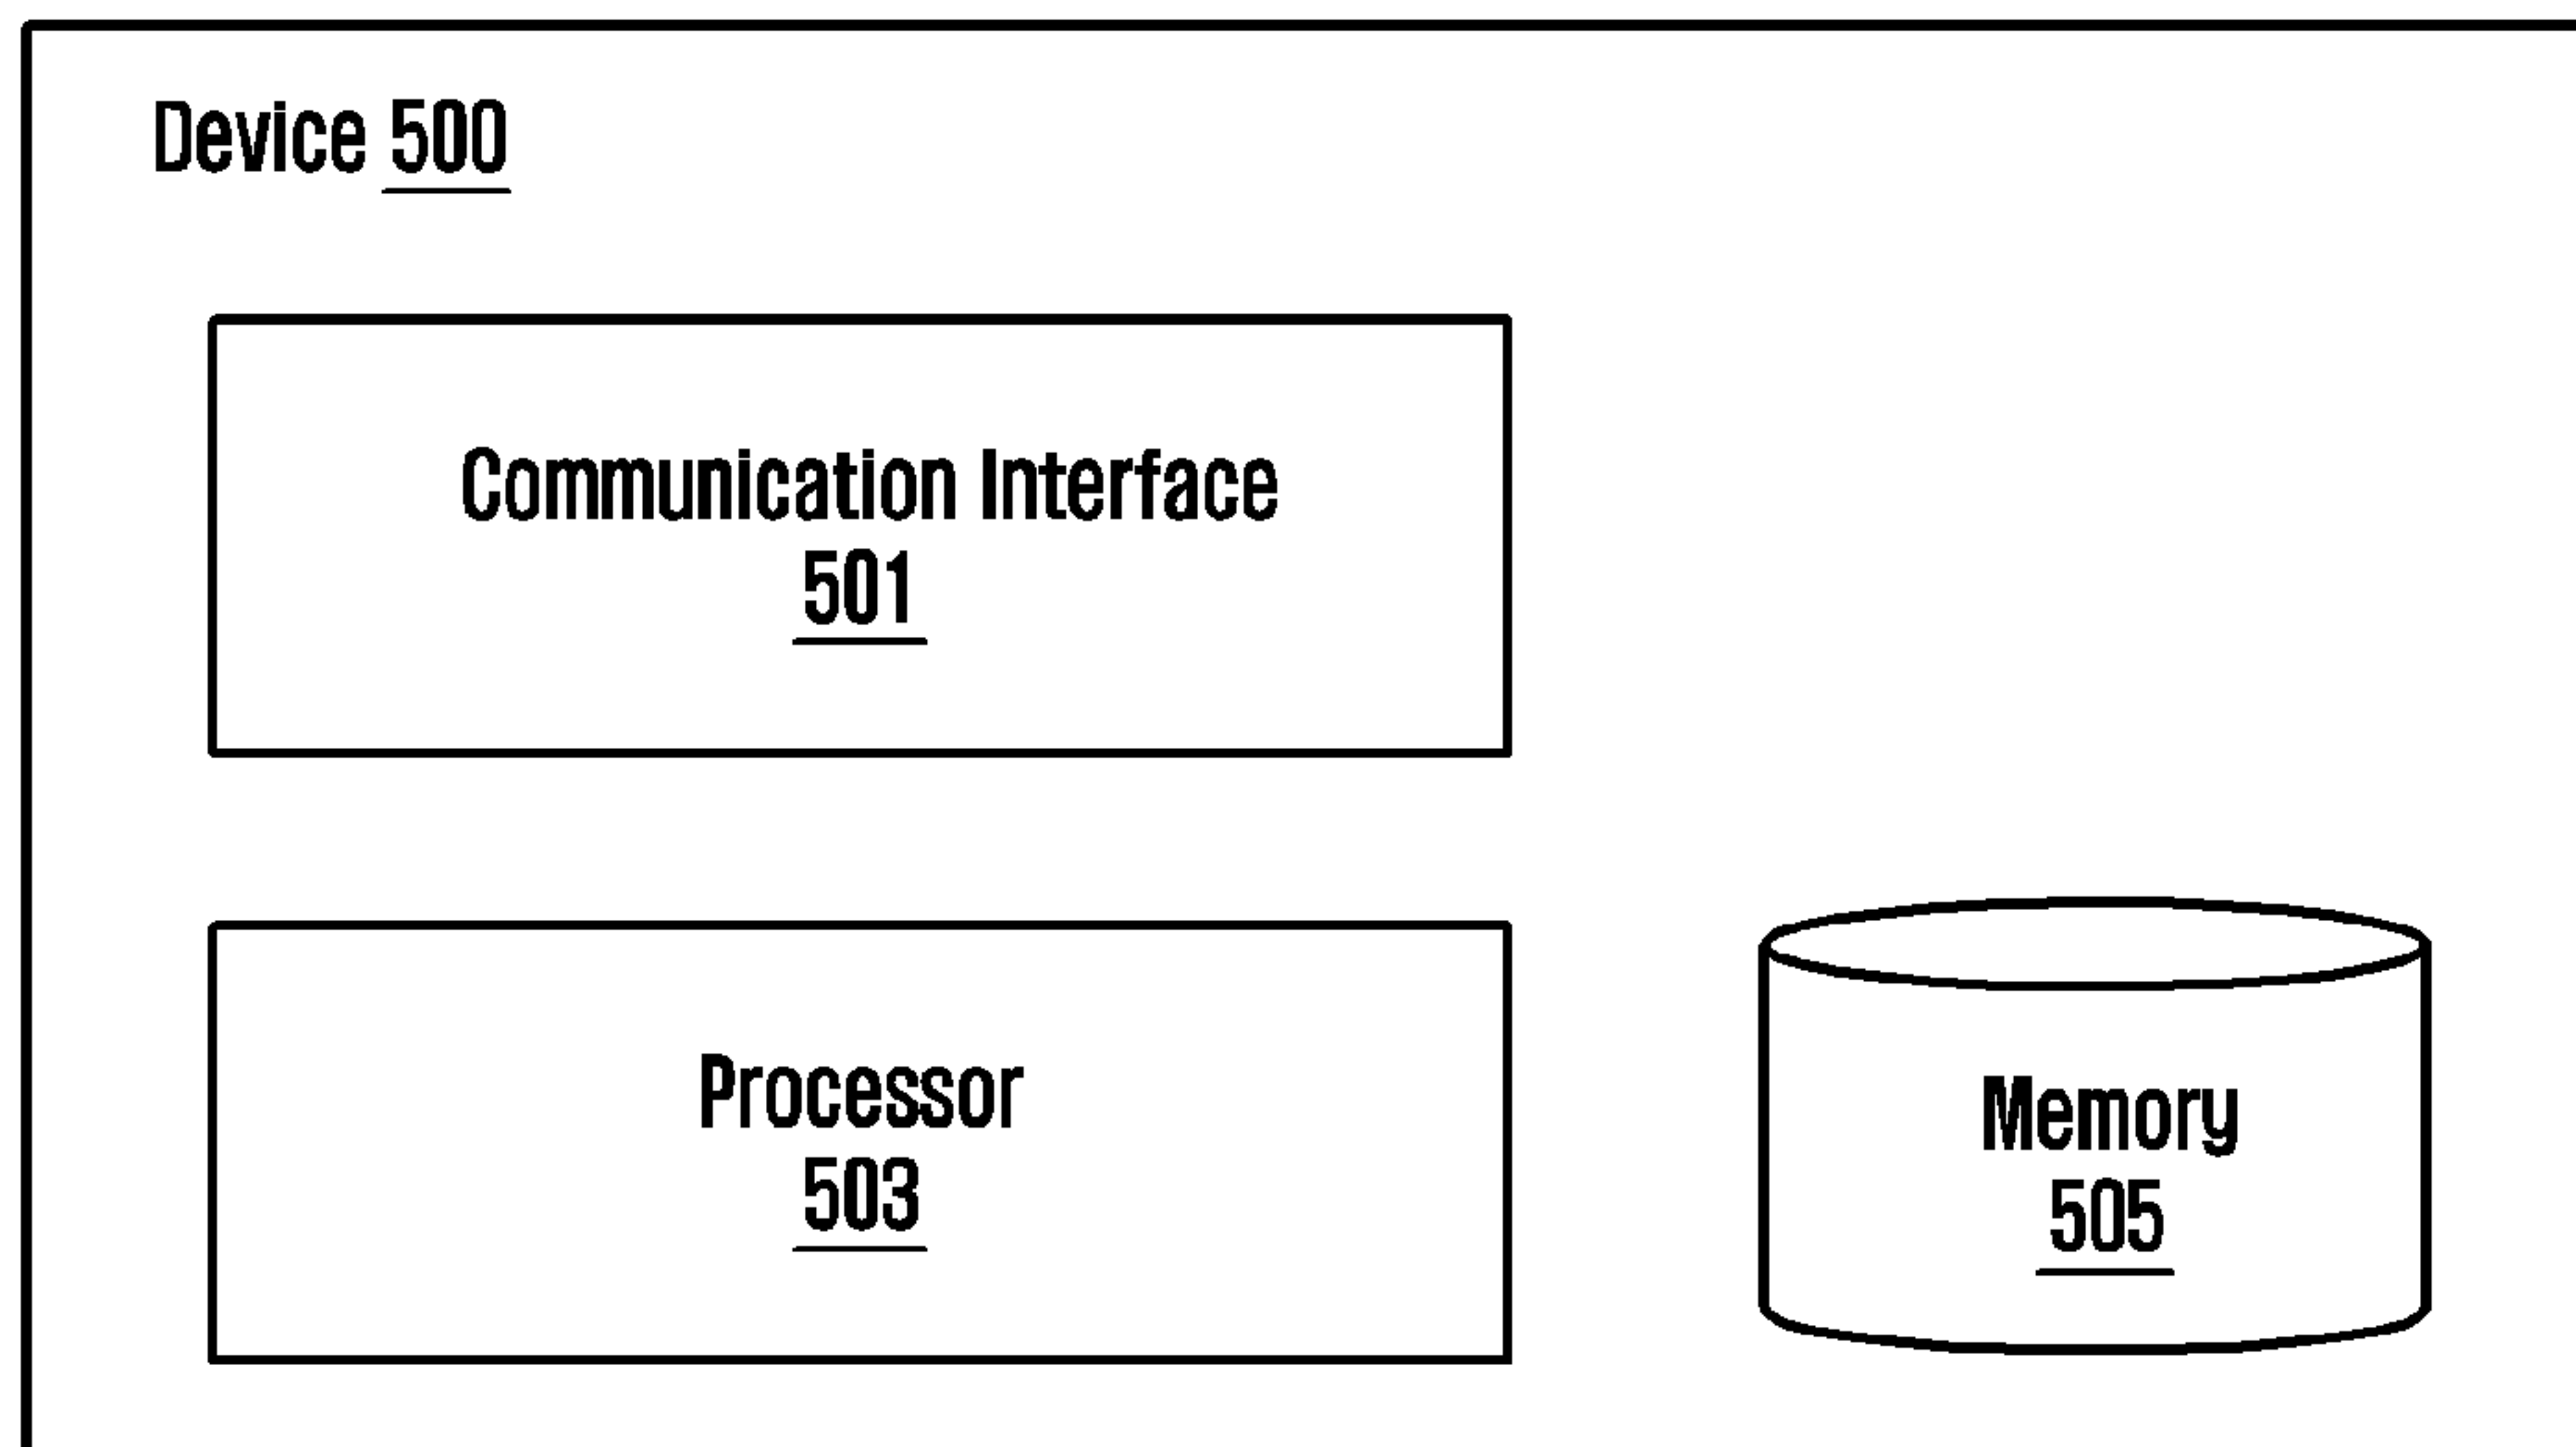 Device 500
Communication Interface
501
Processor
503
Memory
505